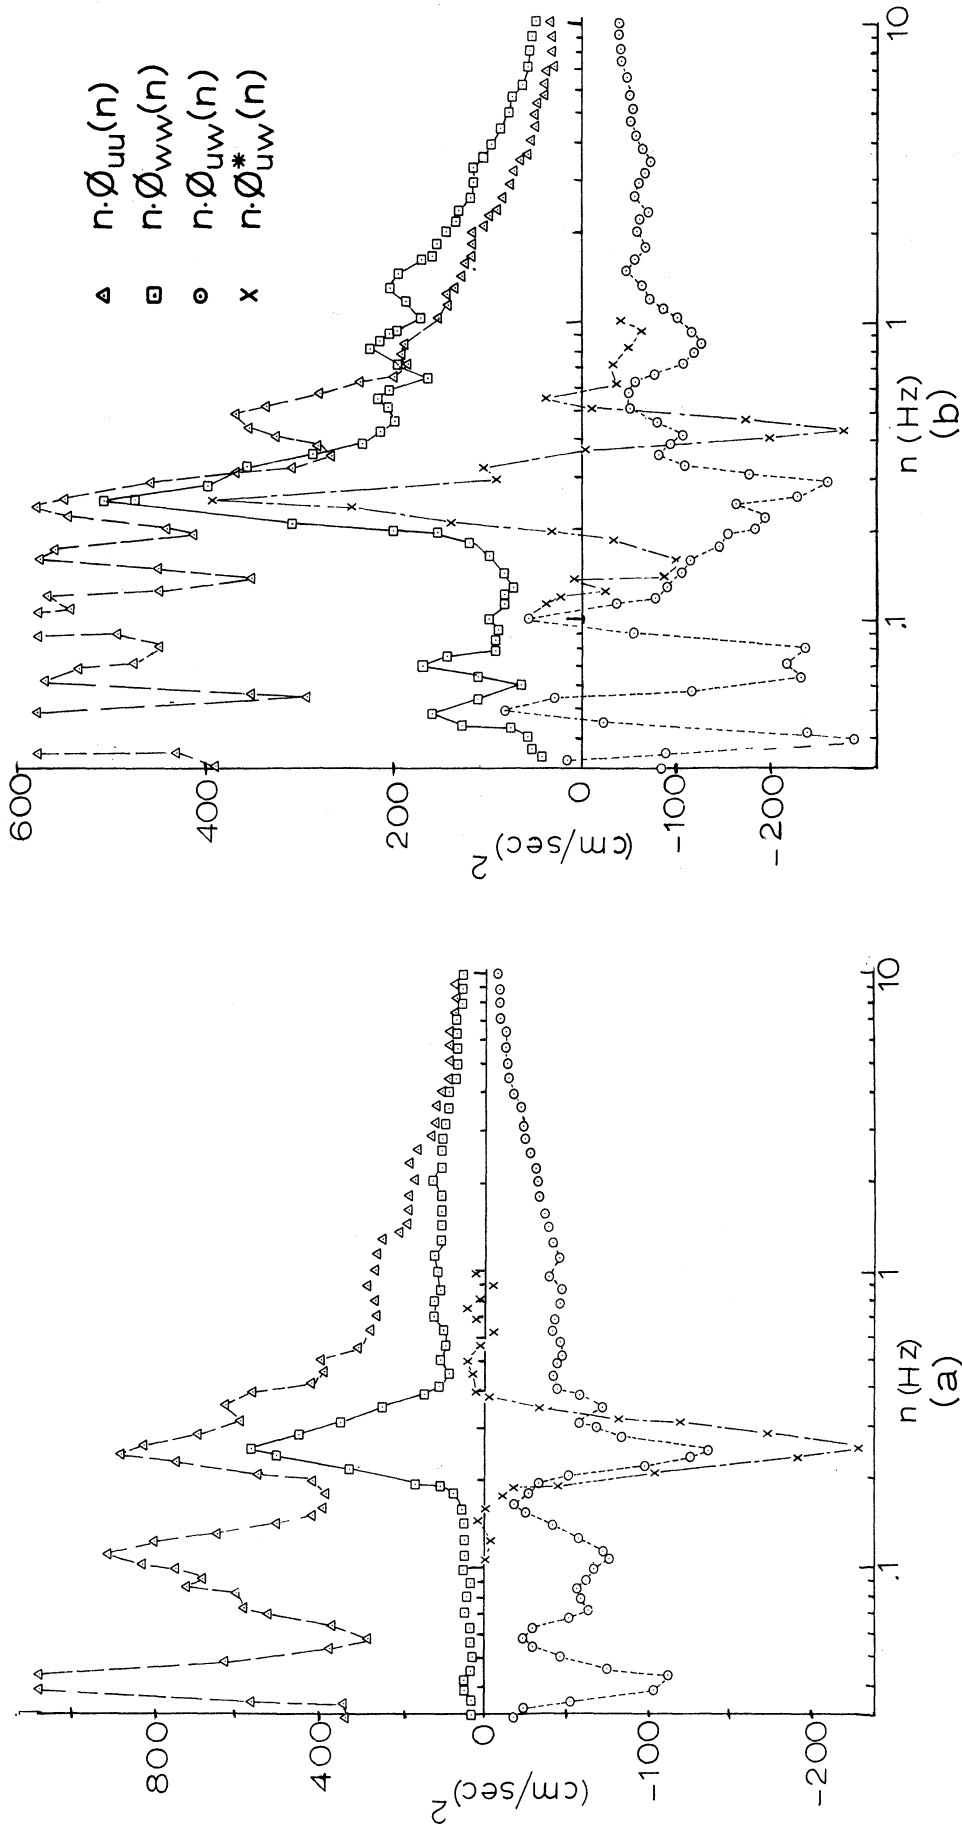 800
400
0
-100
-200
(cm/sec)²
.1
1
10
n (Hz)
(a)
600
400
200
0
-100
-200
(cm/sec)²
.1
1
10
n (Hz)
(b)
△ n·Øuu(n)
⊡ n·Øww(n)
⊙ n·Øuw(n)
× n·Ø*uw(n)